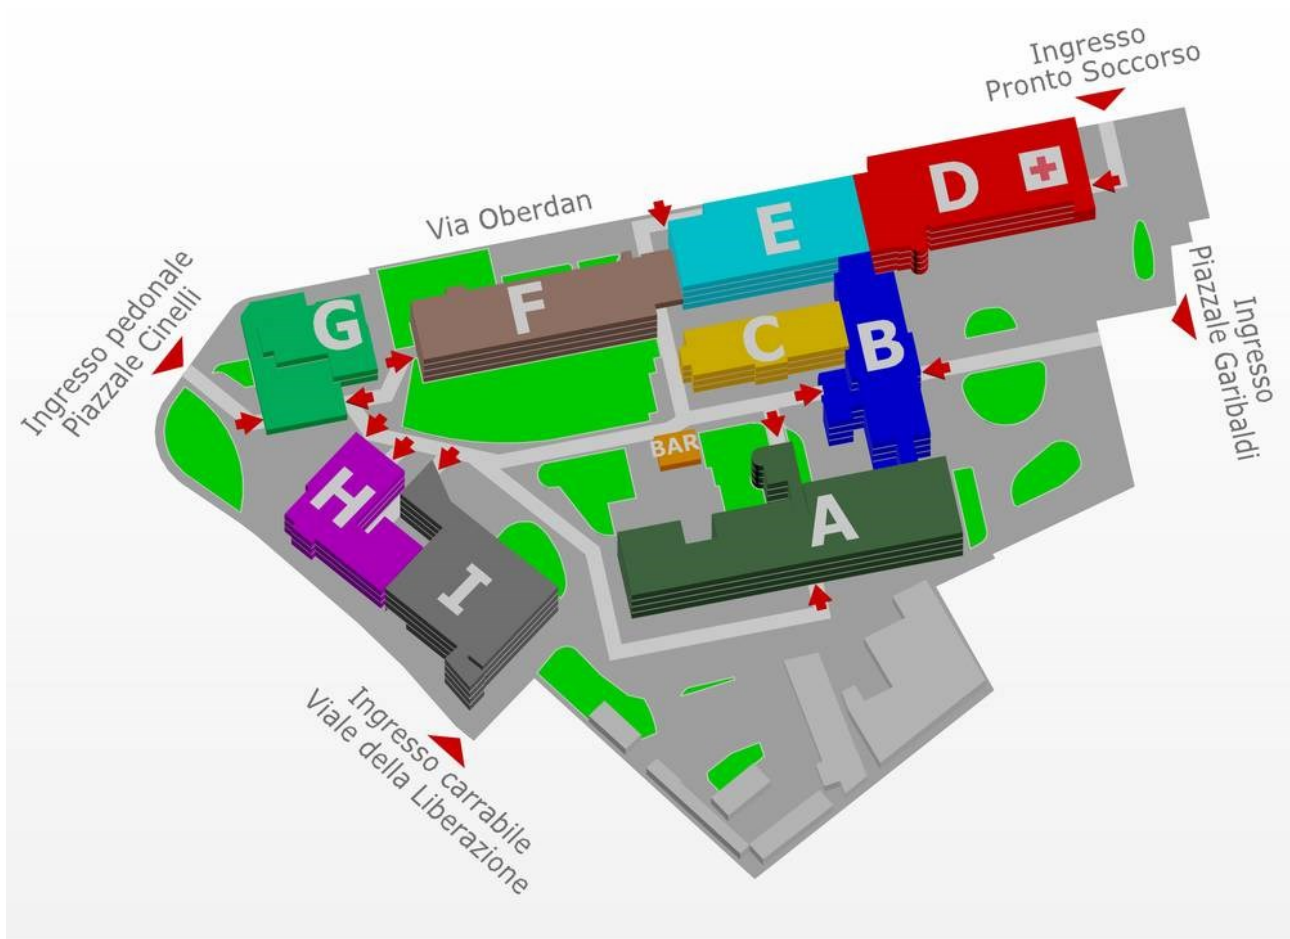 Ingresso
Pronto Soccorso
Via Oberdan
Ingresso pedonale
Piazzale Cinelli
Ingresso
Piazzale Garibaldi
D
E
F
G
C
B
BAR
H
A
I
Ingresso carrabile
Viale della Liberazione